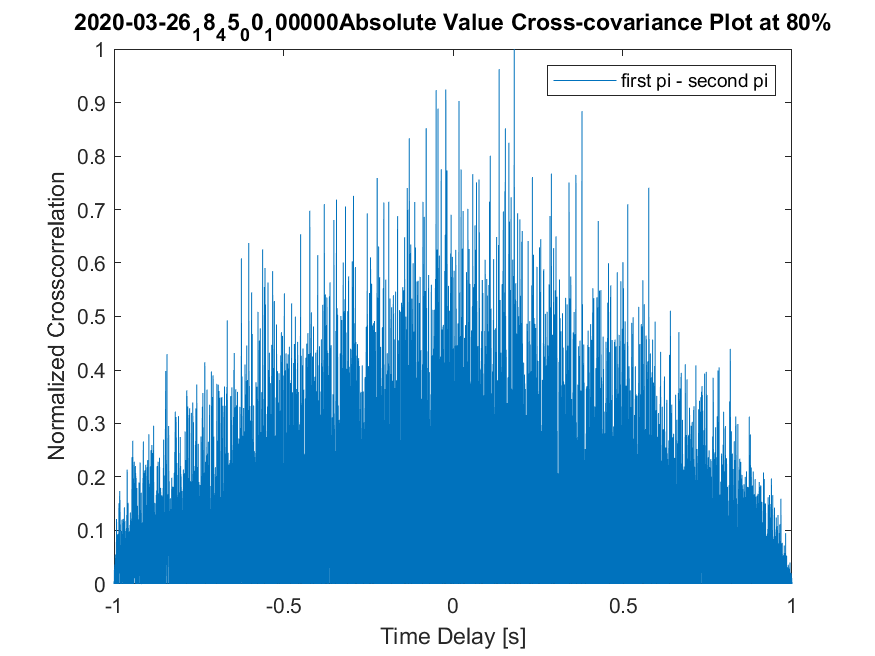 2020-03-26₁8₄5₀0₁00000Absolute Value Cross-covariance Plot at 80%
first pi - second pi
Normalized Crosscorrelation
1
0.9
0.8
0.7
0.6
0.5
0.4
0.3
0.2
0.1
0
-1 -0.5 0 0.5 1
Time Delay [s]